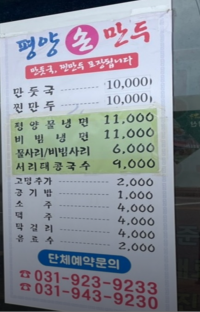 평양 손 만두
만둣국, 찐만두 포장됩니다
만둣국 10,000
찐만두 10,000
평양물냉면 11,000
비빔냉면 11,000
물사리/비빔사리 6,000
서리태콩국수 9,000
고명추가 2,000
공기밥 1,000
소주 4,000
맥주 4,000
막걸리 4,000
음료수 2,000
단체예약문의
☎ 031-923-9233
☎ 031-943-9230